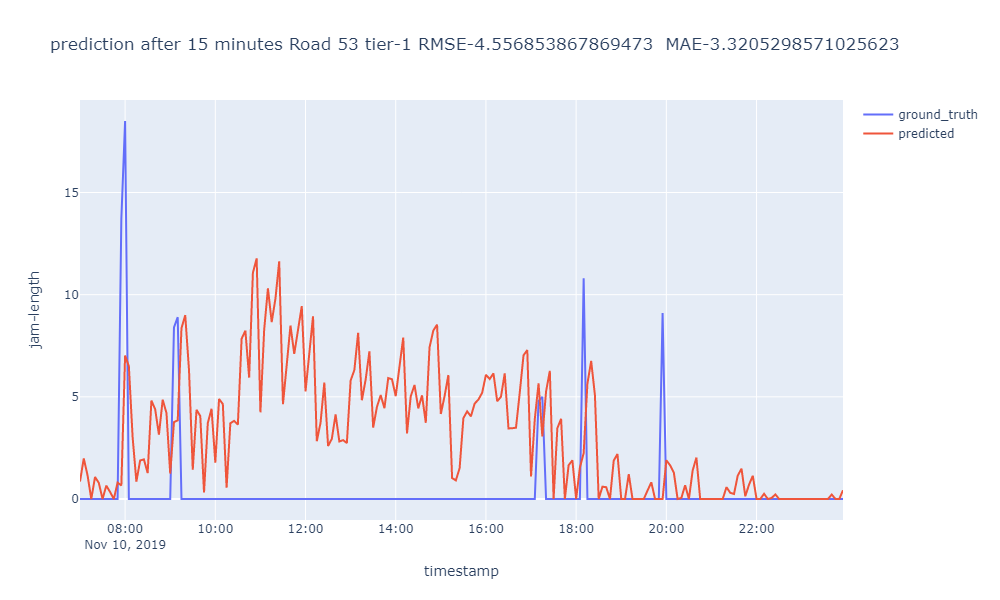 prediction after 15 minutes Road 53 tier-1 RMSE-4.556853867869473  MAE-3.3205298571025623
ground_truth
predicted
15
10
5
0
jam-length
08:00 10:00 12:00 14:00 16:00 18:00 20:00 22:00
Nov 10, 2019
timestamp